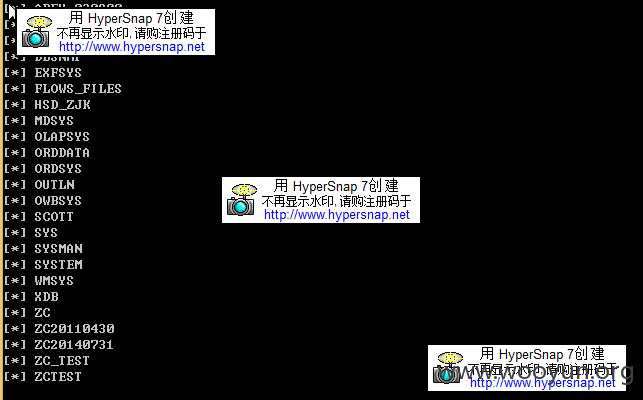 用 HyperSnap 7创建
不再显示水印,请购注册码于
http://www.hypersnap.net
[*] DBSNMP
[*] EXFSYS
[*] FLOWS_FILES
[*] HSD_ZJK
[*] MDSYS
[*] OLAPSYS
[*] ORDDATA
[*] ORDSYS
[*] OUTLN
[*] OWBSYS
[*] SCOTT
[*] SYS
[*] SYSMAN
[*] SYSTEM
[*] WMSYS
[*] XDB
[*] ZC
[*] ZC20110430
[*] ZC20140731
[*] ZC_TEST
[*] ZCTEST
用 HyperSnap 7创建
不再显示水印,请购注册码于
http://www.hypersnap.net
用 HyperSnap 7创建
不再显示水印,请购注册码于
http://www.hypersnap.net
www.wooyun.org